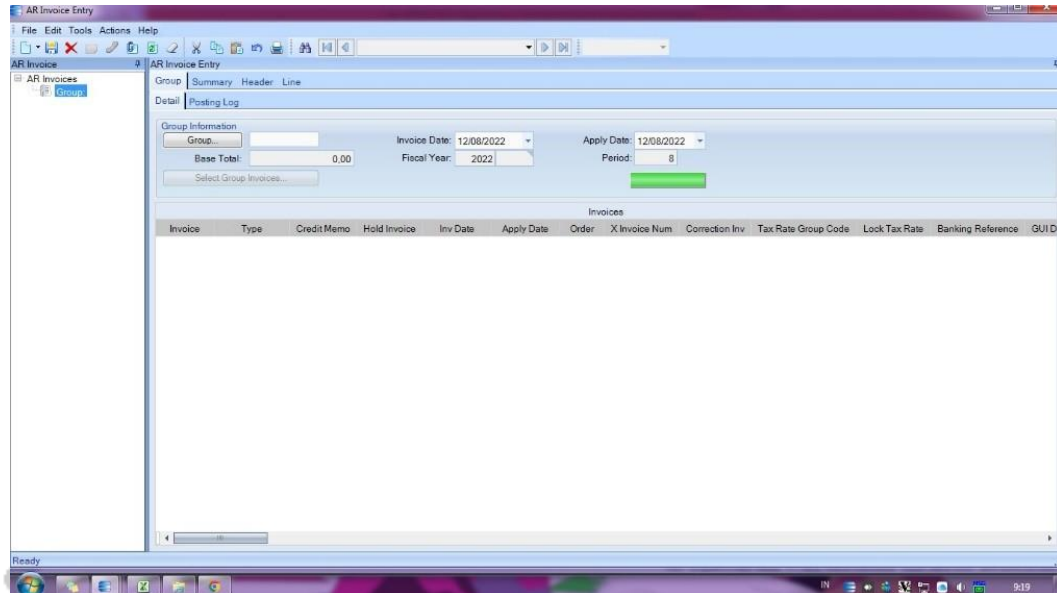 AR Invoice Entry
File Edit Tools Actions Help
AR Invoice
AR Invoice Entry
AR Invoices
Group
Group Summary Header Line
Detail Posting Log
Group Information
Group... Invoice Date: 12/08/2022 Apply Date: 12/08/2022
Base Total: 0,00 Fiscal Year: 2022 Period: 8
Select Group Invoices...
Invoices
Invoice Type Credit Memo Hold Invoice Inv Date Apply Date Order X Invoice Num Correction Inv Tax Rate Group Code Lock Tax Rate Banking Reference GUI D
Ready
IN 9:19